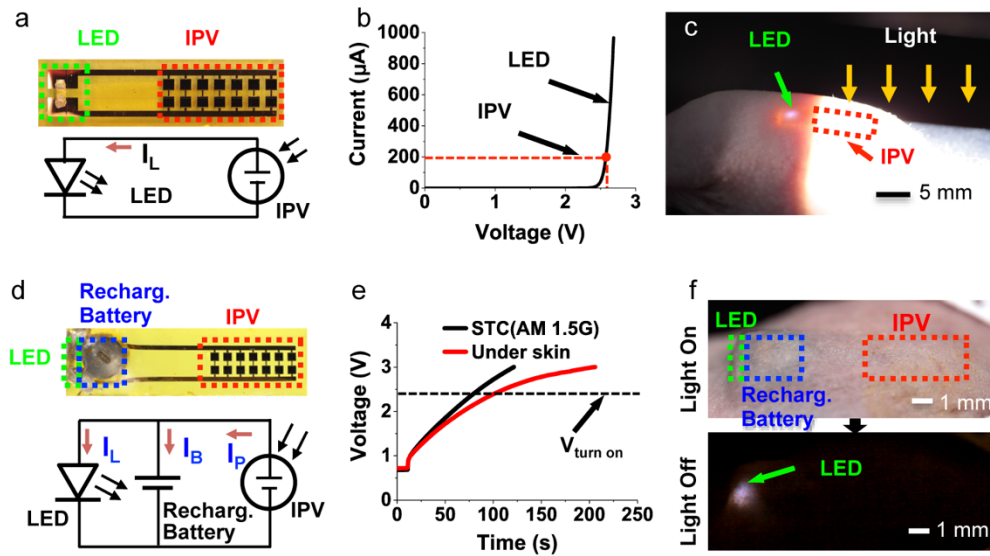 a
LED
IPV
I_L
LED
IPV
b
Current (µA)
1000
800
600
400
200
0
LED
IPV
0
1
2
3
Voltage (V)
c
LED
Light
IPV
5 mm
d
Recharg.
Battery
LED
IPV
I_L
I_B
I_P
LED
Recharg.
Battery
IPV
e
Voltage (V)
4
3
2
1
0
STC(AM 1.5G)
Under skin
V_turn on
0
50
100
150
200
250
Time (s)
f
Light On
LED
IPV
Recharg.
Battery
1 mm
Light Off
LED
1 mm